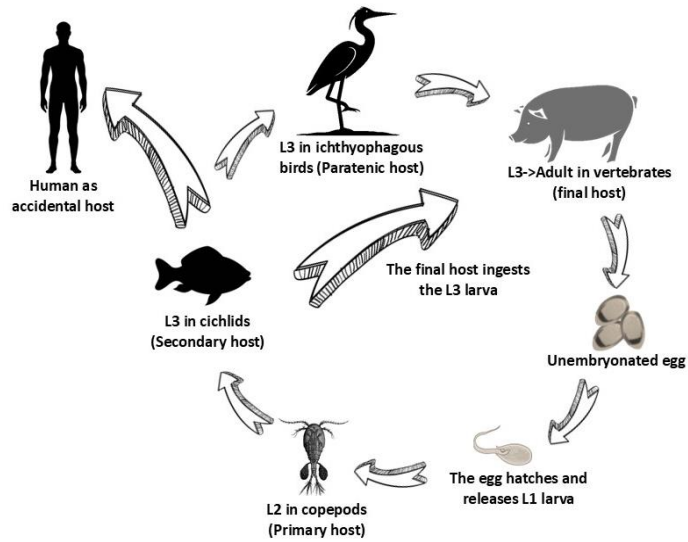 L3 in ichthyophagous
birds (Paratenic host)
L3->Adult in vertebrates
(final host)
Human as
accidental host
The final host ingests
the L3 larva
L3 in cichlids
(Secondary host)
Unembryonated egg
The egg hatches and
releases L1 larva
L2 in copepods
(Primary host)